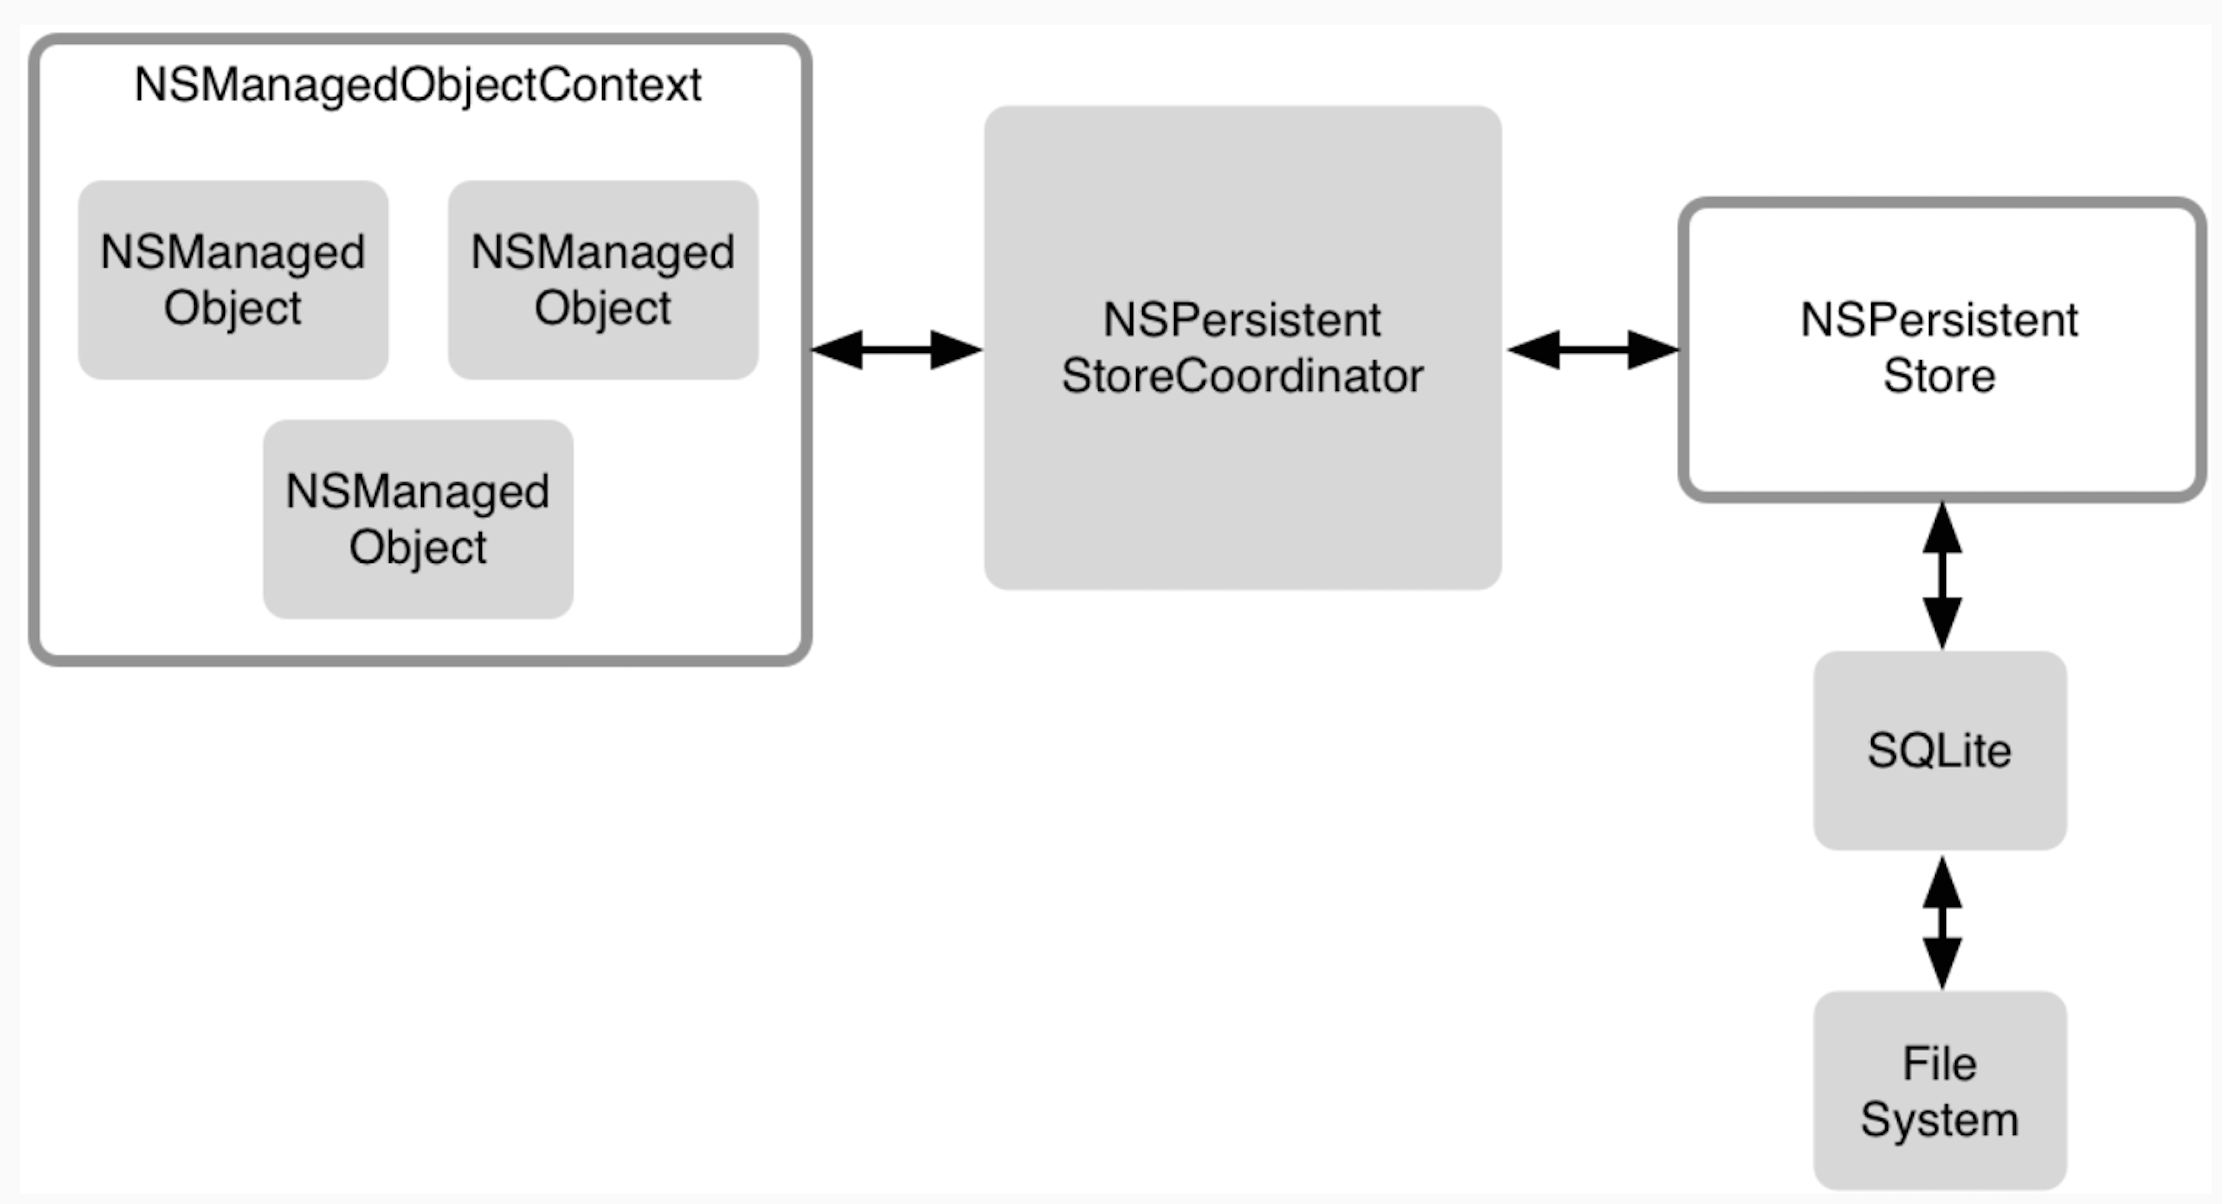 NSManagedObjectContext
NSManaged
Object
NSManaged
Object
NSManaged
Object
NSPersistent
StoreCoordinator
NSPersistent
Store
SQLite
File
System